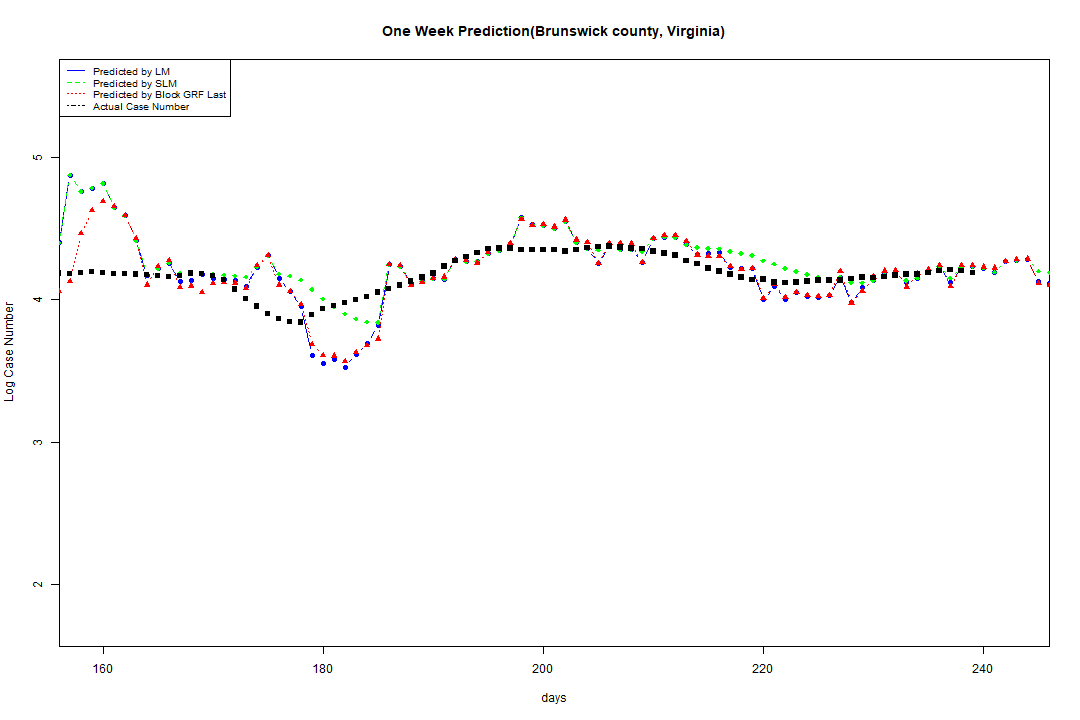 One Week Prediction(Brunswick county, Virginia)
Predicted by LM
Predicted by SLM
Predicted by Block GRF Last
Actual Case Number
5
4
3
2
Log Case Number
160 180 200 220 240
days